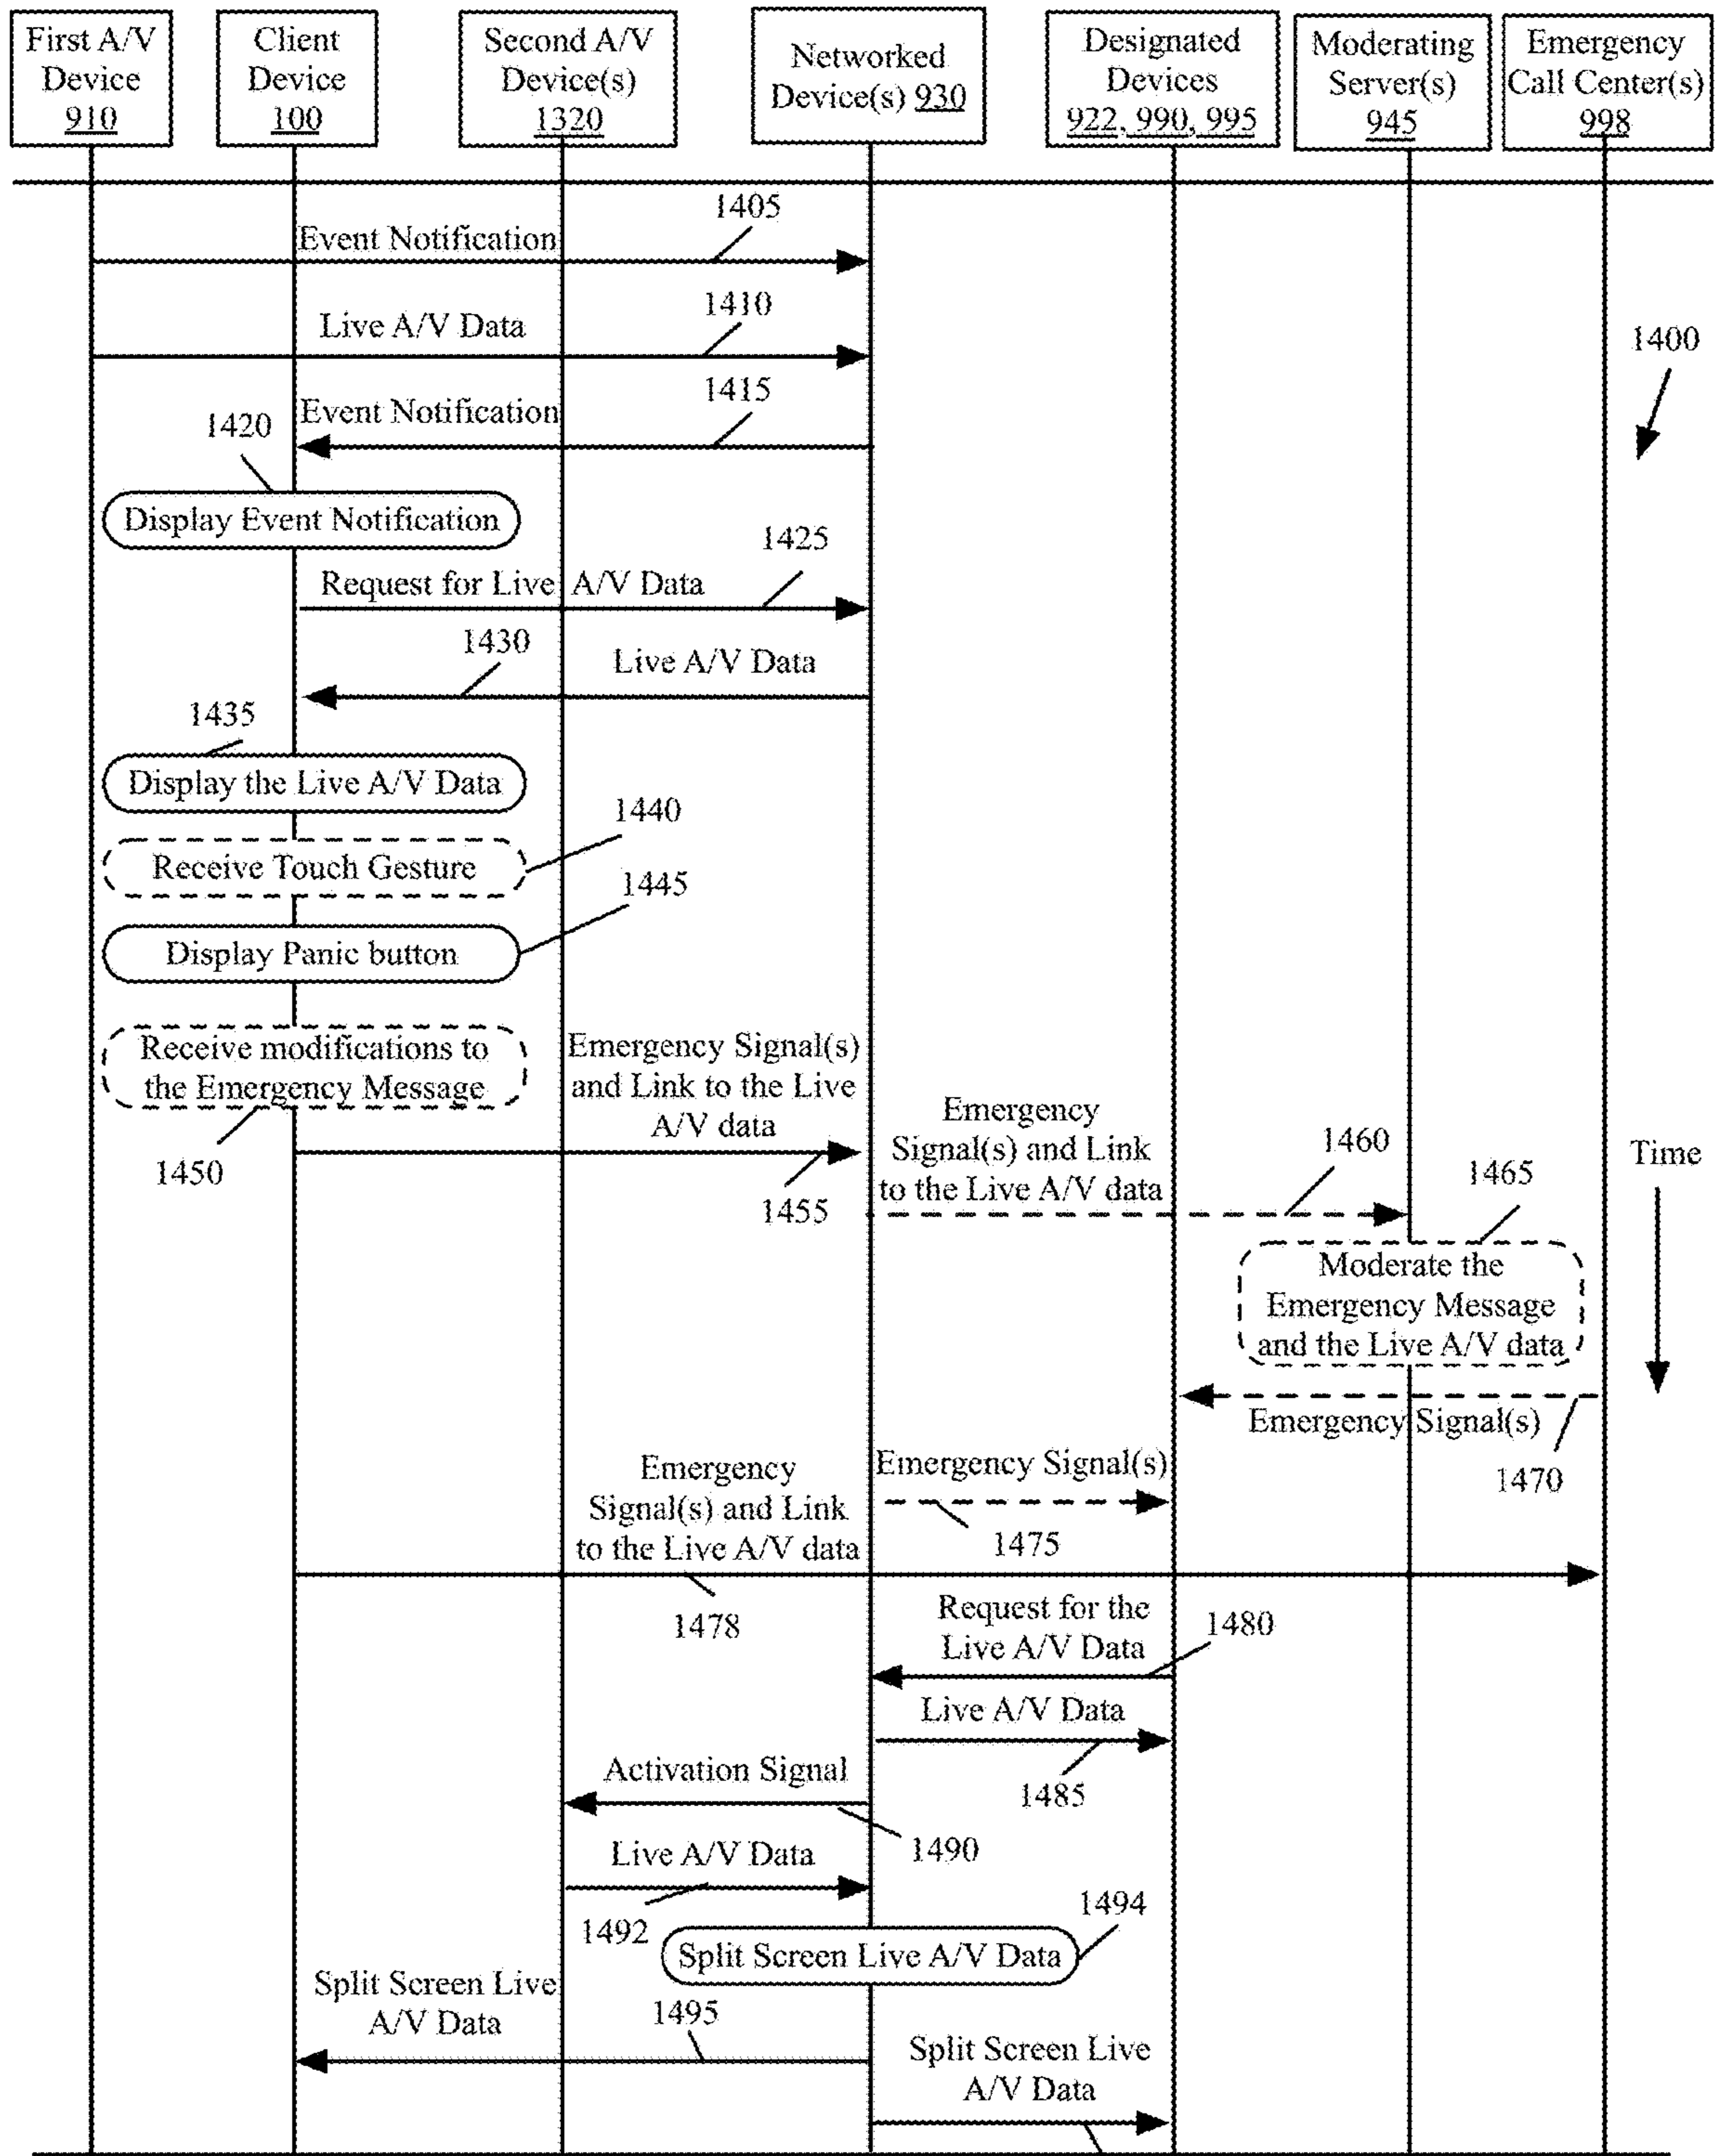 First A/V
Device
910
Client
Device
100
Second A/V
Device(s)
1320
Networked
Device(s) 930
Designated
Devices
922, 990, 995
Moderating
Server(s)
945
Emergency
Call Center(s)
998
1405
Event Notification
1410
Live A/V Data
1400
1415
Event Notification
1420
Display Event Notification
1425
Request for Live A/V Data
1430
Live A/V Data
1435
Display the Live A/V Data
1440
Receive Touch Gesture
1445
Display Panic button
Receive modifications to
the Emergency Message
1450
Emergency Signal(s)
and Link to the Live
A/V data
1455
Emergency
Signal(s) and Link
to the Live A/V data
1460
Time
1465
Moderate the
Emergency Message
and the Live A/V data
Emergency Signal(s)
1470
Emergency Signal(s)
1475
Emergency
Signal(s) and Link
to the Live A/V data
1478
Request for the
Live A/V Data
1480
Live A/V Data
1485
Activation Signal
1490
Live A/V Data
1492
1494
Split Screen Live A/V Data
Split Screen Live
A/V Data
1495
Split Screen Live
A/V Data